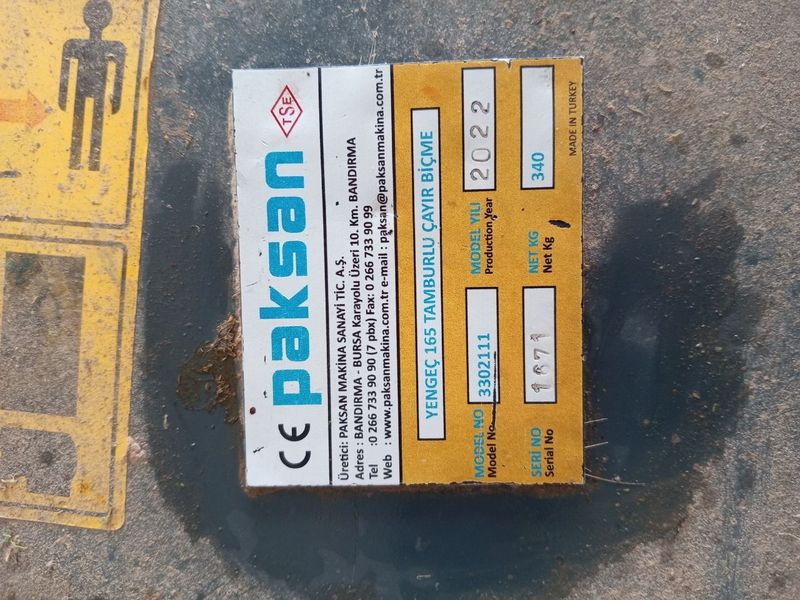 CE paksan TSE
Üretici: PAKSAN MAKİNA SANAYİ TİC. A.Ş.
Adres : BANDIRMA - BURSA Karayolu Üzeri 10. Km. BANDIRMA
Tel :0 266 733 90 90 (7 pbx) Fax: 0 266 733 90 99
Web : www.paksanmakina.com.tr e-mail : paksan@paksanmakina.com.tr
YENGEÇ 165 TAMBURLU ÇAYIR BİÇME
MODEL NO 3302111 MODEL YILI 2022
Model No Production Year
SERİ NO 1671 NET KG 340
Serial No Net Kg
MADE IN TURKEY